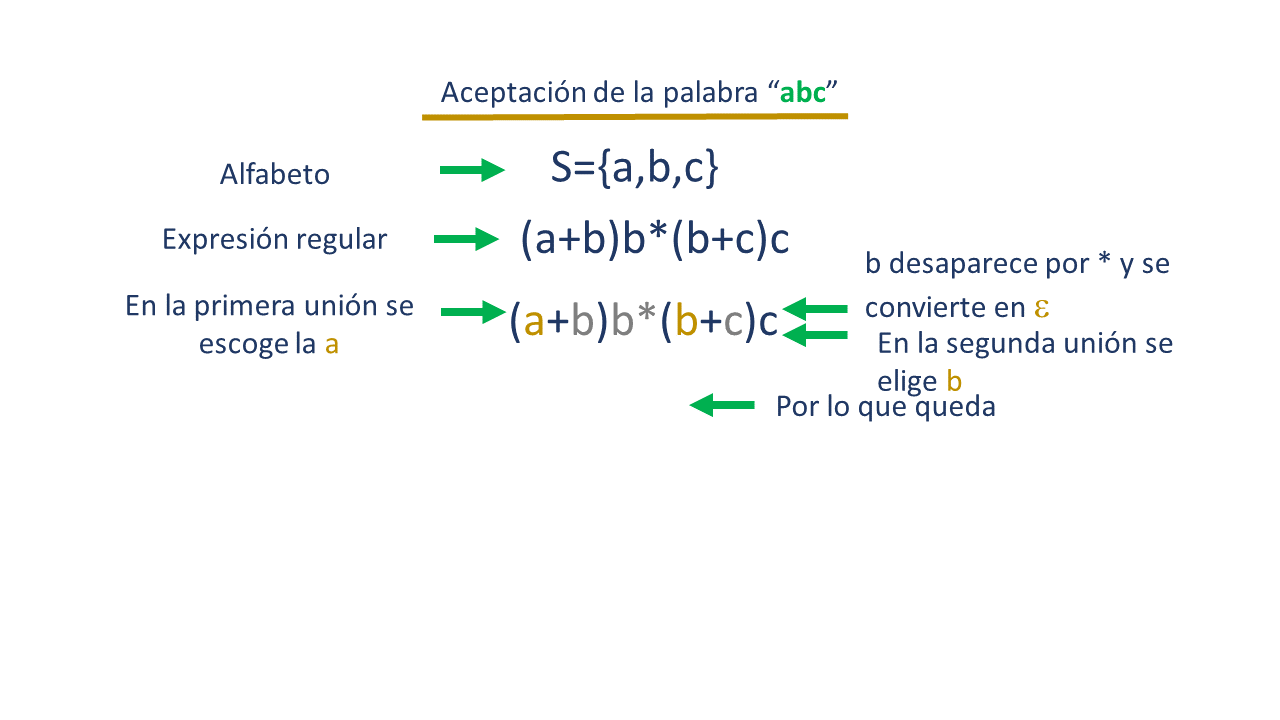 Aceptación de la palabra “abc”
Alfabeto
S={a,b,c}
Expresión regular
(a+b)b*(b+c)c
En la primera unión se
escoge la a
(a+b)b*(b+c)c
b desaparece por * y se
convierte en ε
En la segunda unión se
elige b
Por lo que queda